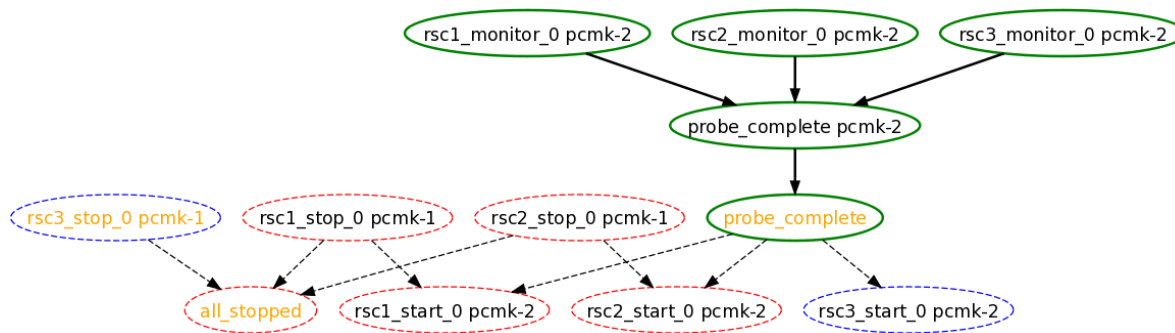 rsc1_monitor_0 pcmk-2
rsc2_monitor_0 pcmk-2
rsc3_monitor_0 pcmk-2
probe_complete pcmk-2
rsc3_stop_0 pcmk-1
rsc1_stop_0 pcmk-1
rsc2_stop_0 pcmk-1
probe_complete
all_stopped
rsc1_start_0 pcmk-2
rsc2_start_0 pcmk-2
rsc3_start_0 pcmk-2